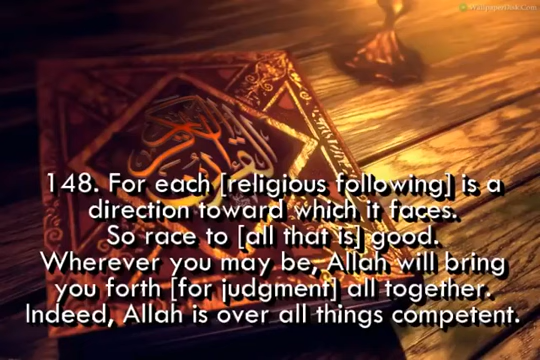 القرآن الكريم
148. For each [religious following] is a
direction toward which it faces.
So race to [all that is] good.
Wherever you may be, Allah will bring
you forth [for judgment] all together.
Indeed, Allah is over all things competent.